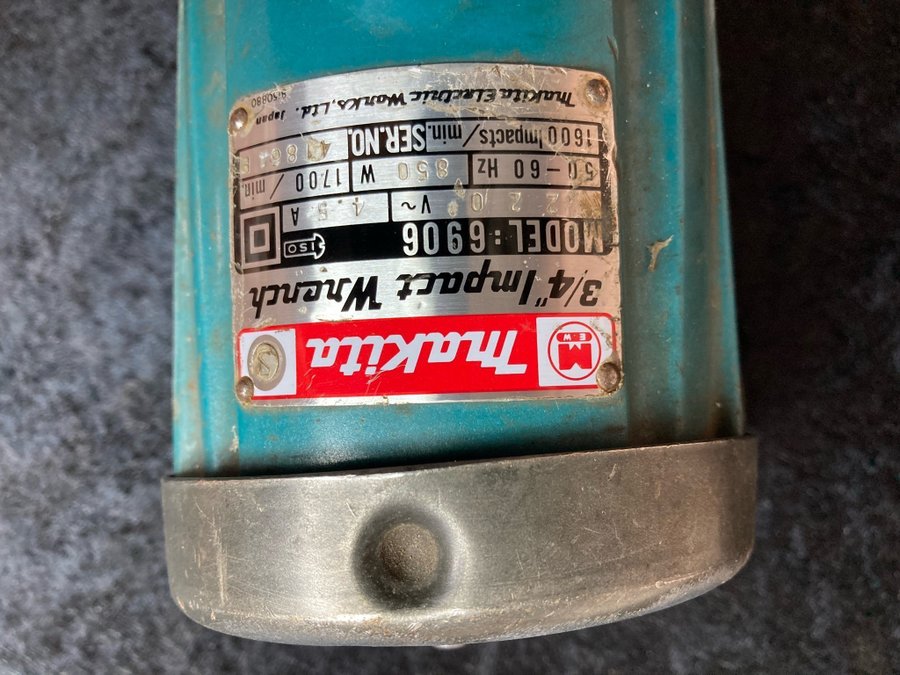 M
E.W
Makita
S
3/4" Impact Wrench
MODEL: 6906 ISO
220 V~ 4.5 A
50-60 Hz 850 W 1700 / min.
1600 Impacts / min. SER.NO.
Makita Electric Works, Ltd. Japan